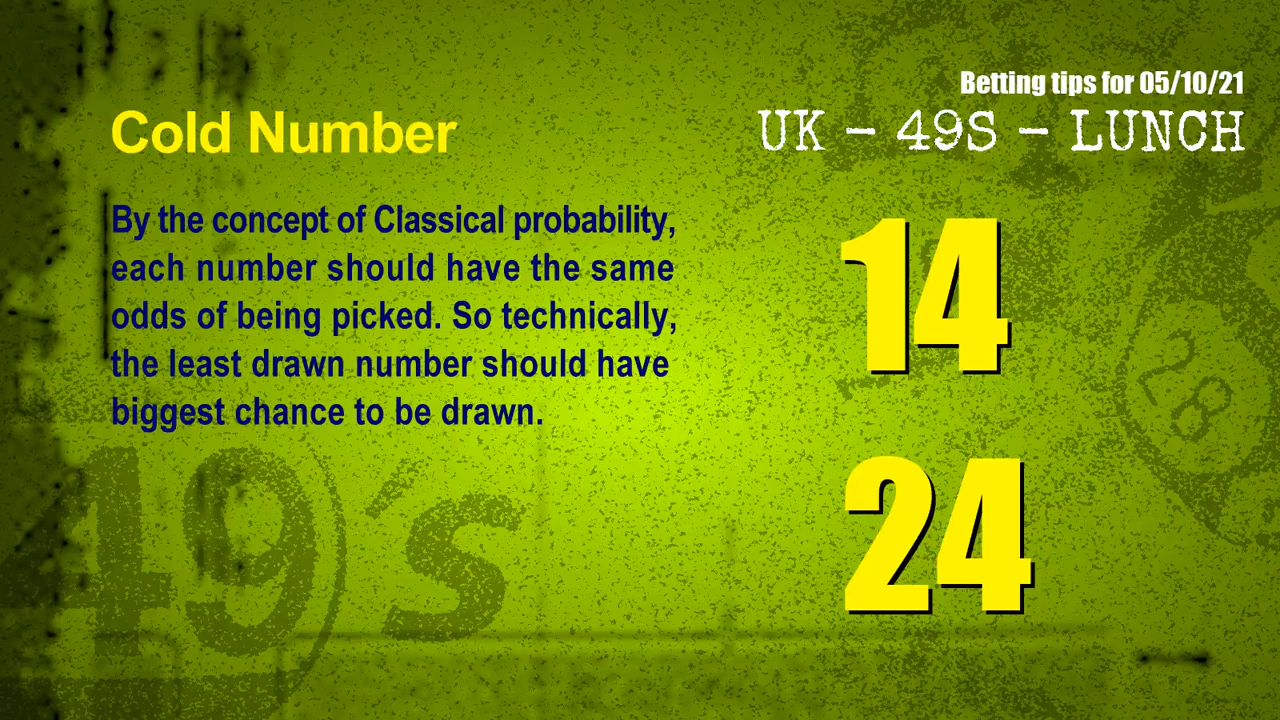 Betting tips for 05/10/21
UK - 49S - LUNCH
Cold Number
By the concept of Classical probability,
each number should have the same
odds of being picked. So technically,
the least drawn number should have
biggest chance to be drawn.
14
24
28
49's